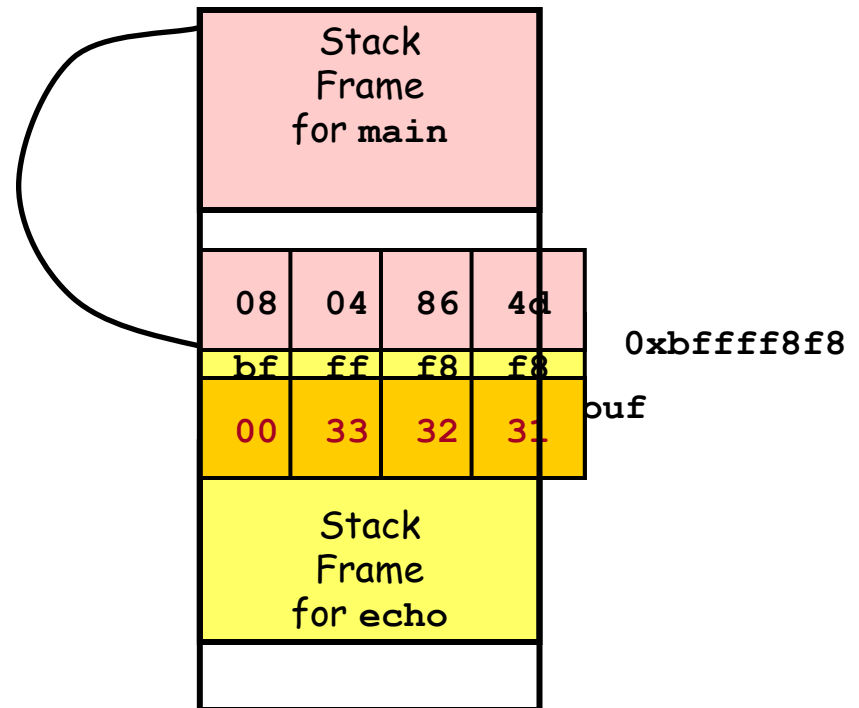 Stack
Frame
for main
08 04 86 4d
0xbffff8f8
bf ff f8 f8
buf
00 33 32 31
Stack
Frame
for echo